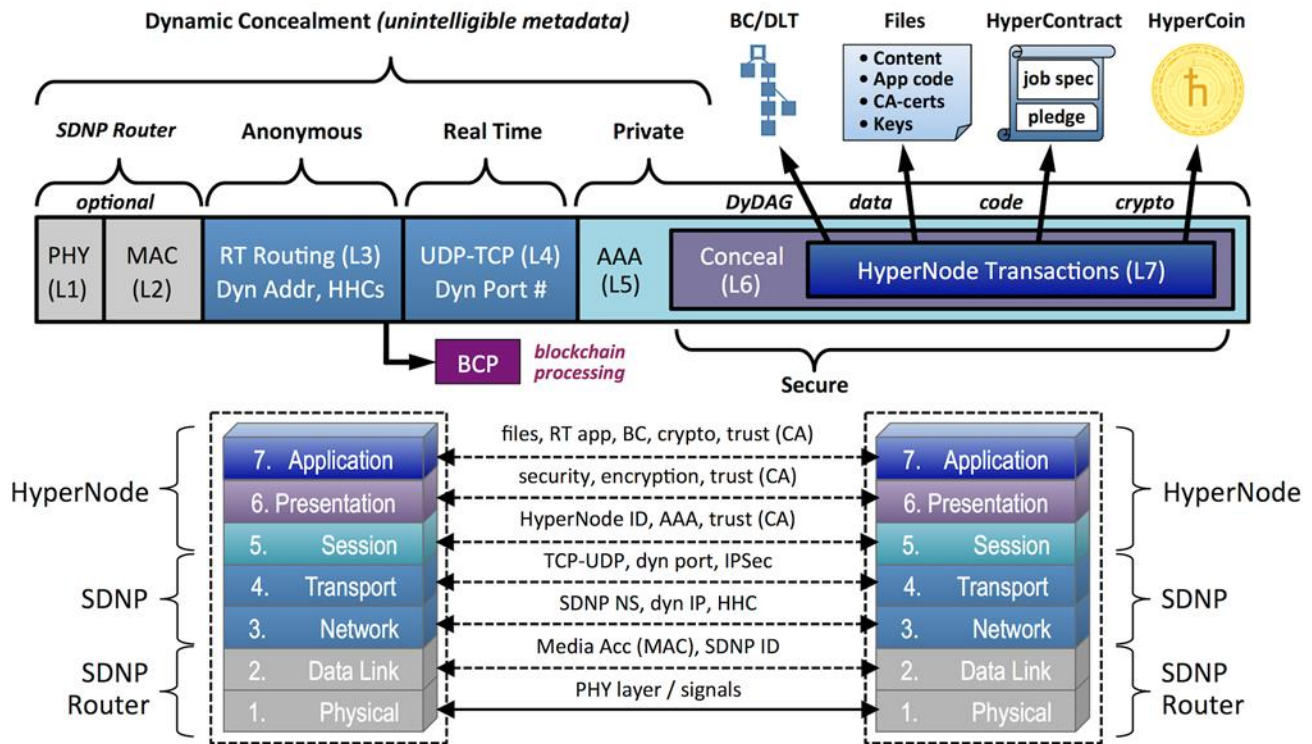 Dynamic Concealment (unintelligible metadata)
BC/DLT
Files
HyperContract
HyperCoin
• Content
• App code
• CA-certs
• Keys
job spec
pledge
ħ
SDNP Router
Anonymous
Real Time
Private
optional
DyDAG
data
code
crypto
PHY
(L1)
MAC
(L2)
RT Routing (L3)
Dyn Addr, HHCs
UDP-TCP (L4)
Dyn Port #
AAA
(L5)
Conceal
(L6)
HyperNode Transactions (L7)
BCP
blockchain
processing
Secure
HyperNode
SDNP
SDNP
Router
7. Application
6. Presentation
5. Session
4. Transport
3. Network
2. Data Link
1. Physical
files, RT app, BC, crypto, trust (CA)
security, encryption, trust (CA)
HyperNode ID, AAA, trust (CA)
TCP-UDP, dyn port, IPSec
SDNP NS, dyn IP, HHC
Media Acc (MAC), SDNP ID
PHY layer / signals
7. Application
6. Presentation
5. Session
4. Transport
3. Network
2. Data Link
1. Physical
HyperNode
SDNP
SDNP
Router